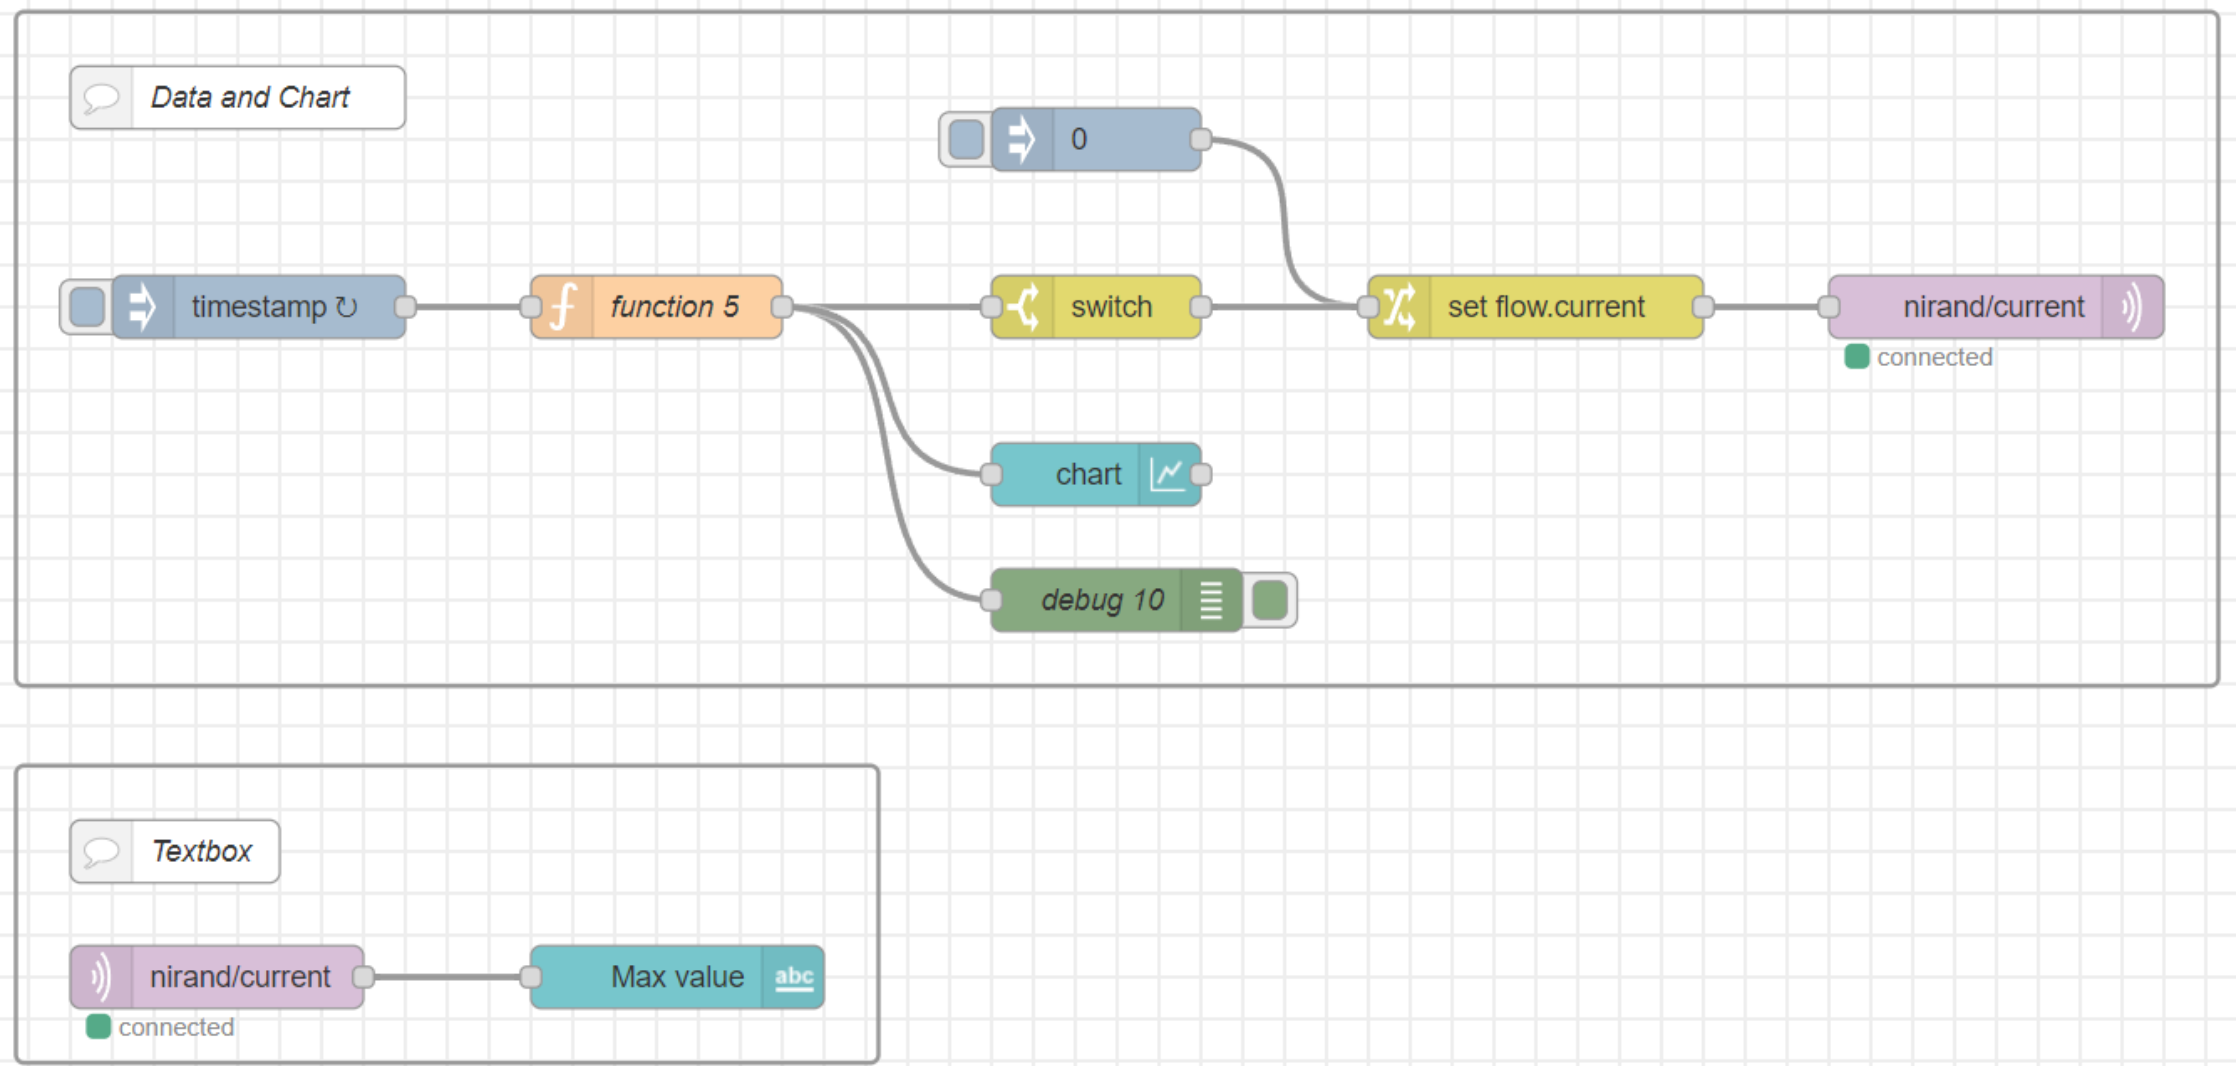 Data and Chart
0
timestamp ↻
function 5
switch
set flow.current
nirand/current
connected
chart
debug 10
Textbox
nirand/current
Max value
abc
connected